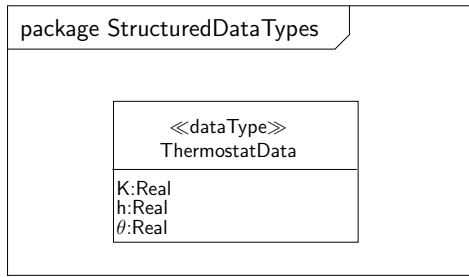 package StructuredDataTypes
≪dataType≫
ThermostatData
K:Real
h:Real
θ:Real